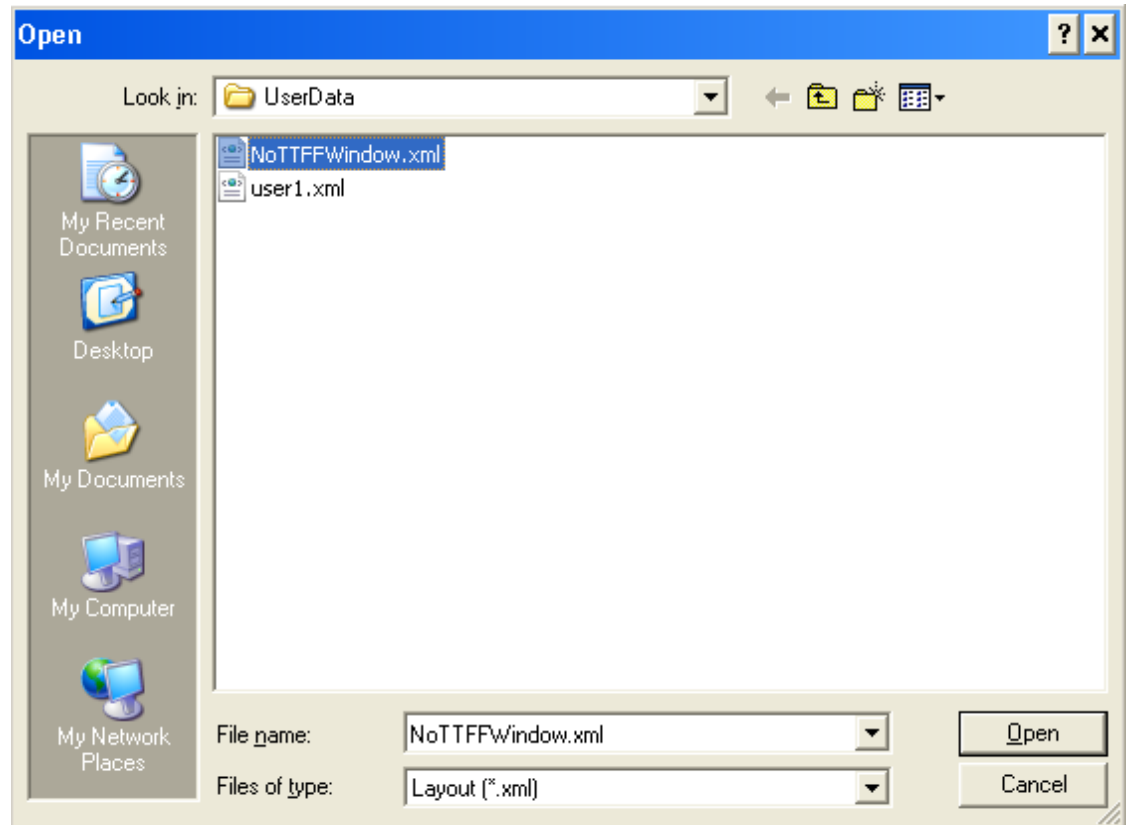 Open
Look in:
UserData
NoTTFFWindow.xml
user1.xml
My Recent
Documents
Desktop
My Documents
My Computer
My Network
Places
File name:
NoTTFFWindow.xml
Open
Files of type:
Layout (*.xml)
Cancel